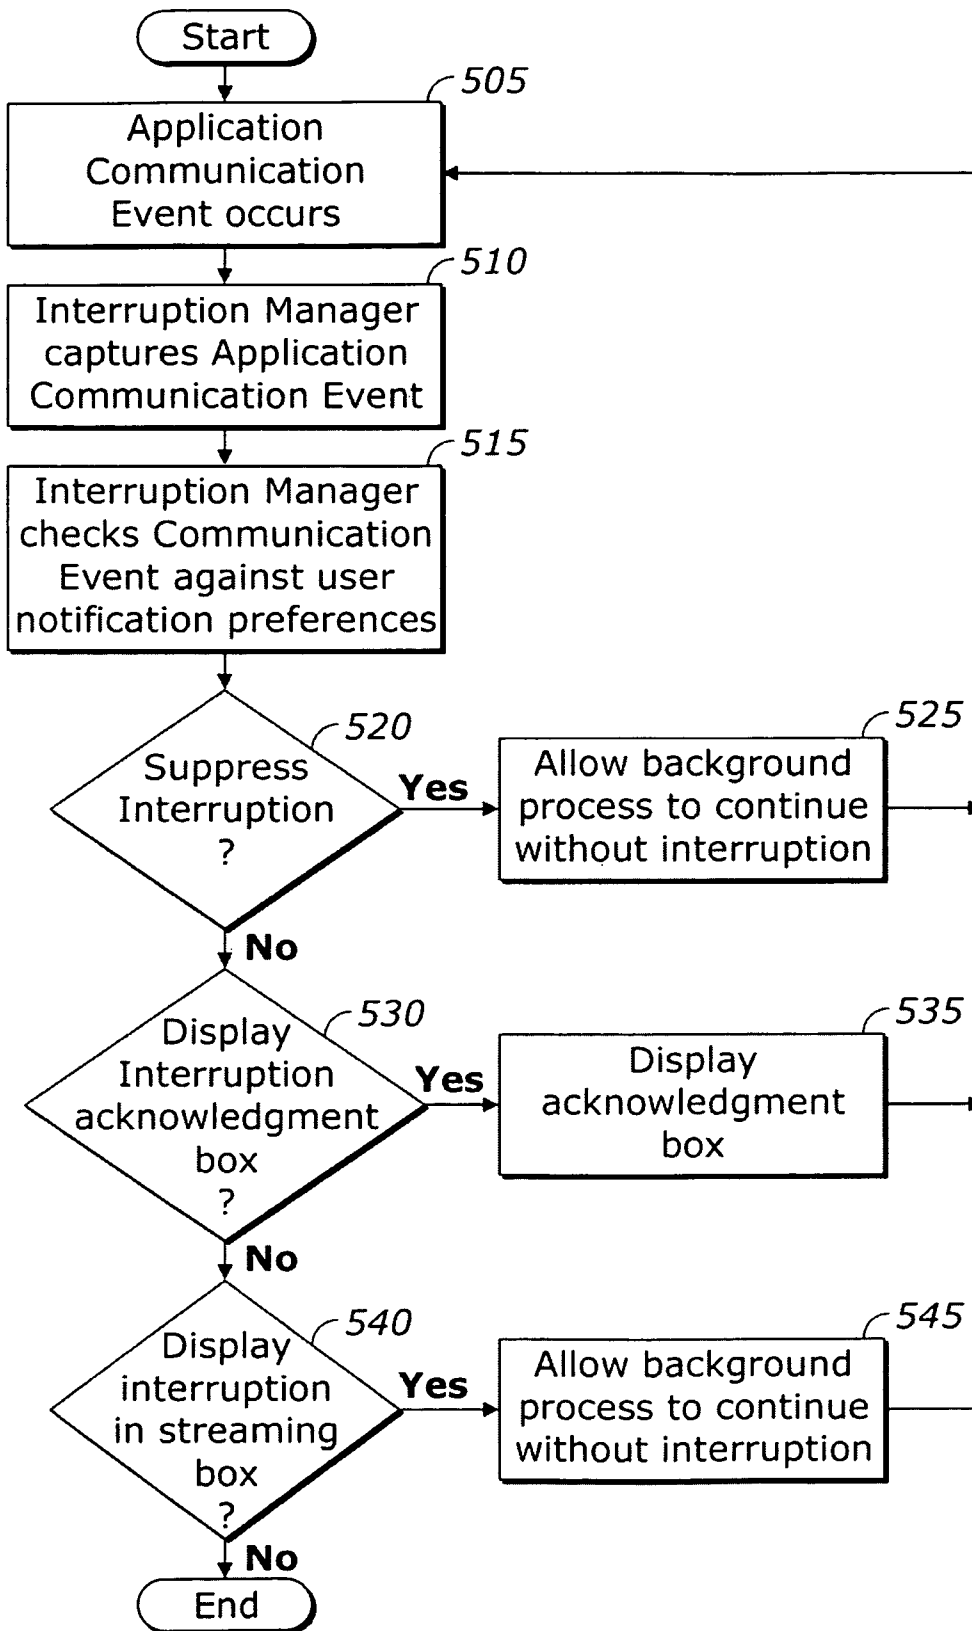 Start
505
Application
Communication
Event occurs
510
Interruption Manager
captures Application
Communication Event
515
Interruption Manager
checks Communication
Event against user
notification preferences
520
Suppress
Interruption
?
Yes
525
Allow background
process to continue
without interruption
No
530
Display
Interruption
acknowledgment
box
?
Yes
535
Display
acknowledgment
box
No
540
Display
interruption
in streaming
box
?
Yes
545
Allow background
process to continue
without interruption
No
End